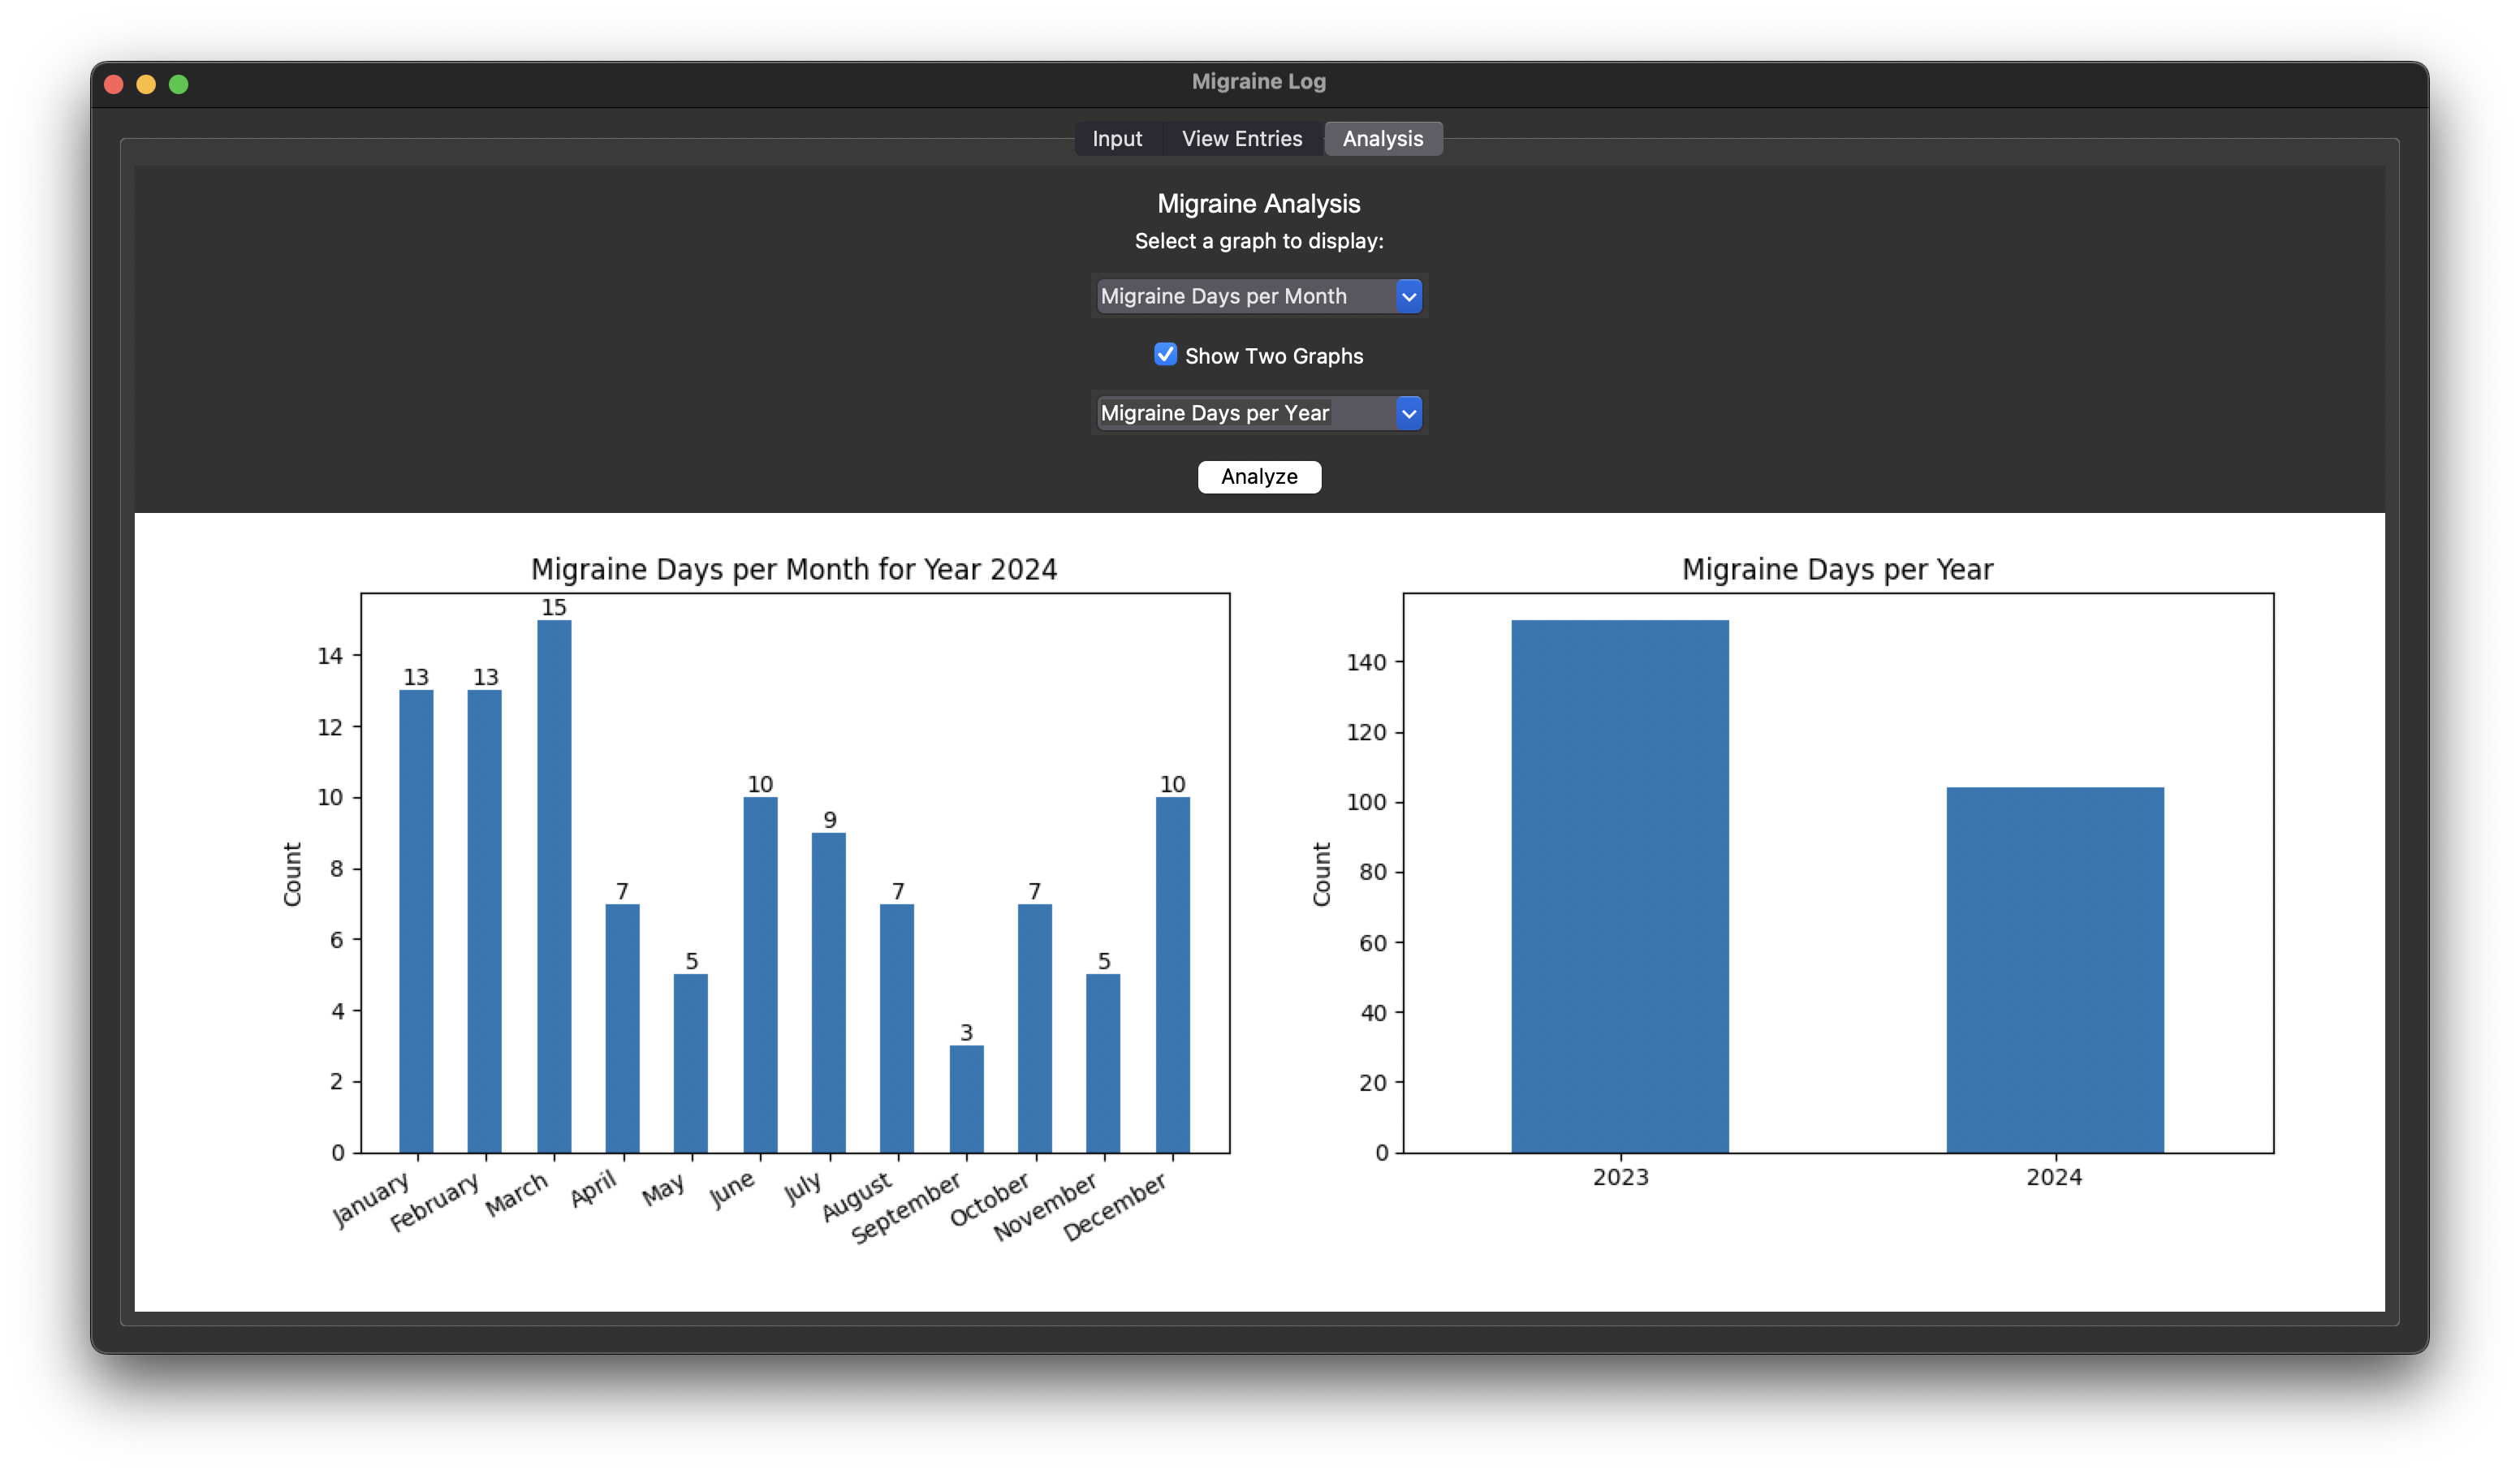 Migraine Log
Input View Entries Analysis
Migraine Analysis
Select a graph to display:
Migraine Days per Month
Show Two Graphs
Migraine Days per Year
Analyze
Migraine Days per Month for Year 2024
Count
14
12
10
8
6
4
2
0
13 13 15 7 5 10 9 7 3 7 5 10
January February March April May June July August September October November December
Migraine Days per Year
Count
140
120
100
80
60
40
20
0
2023 2024